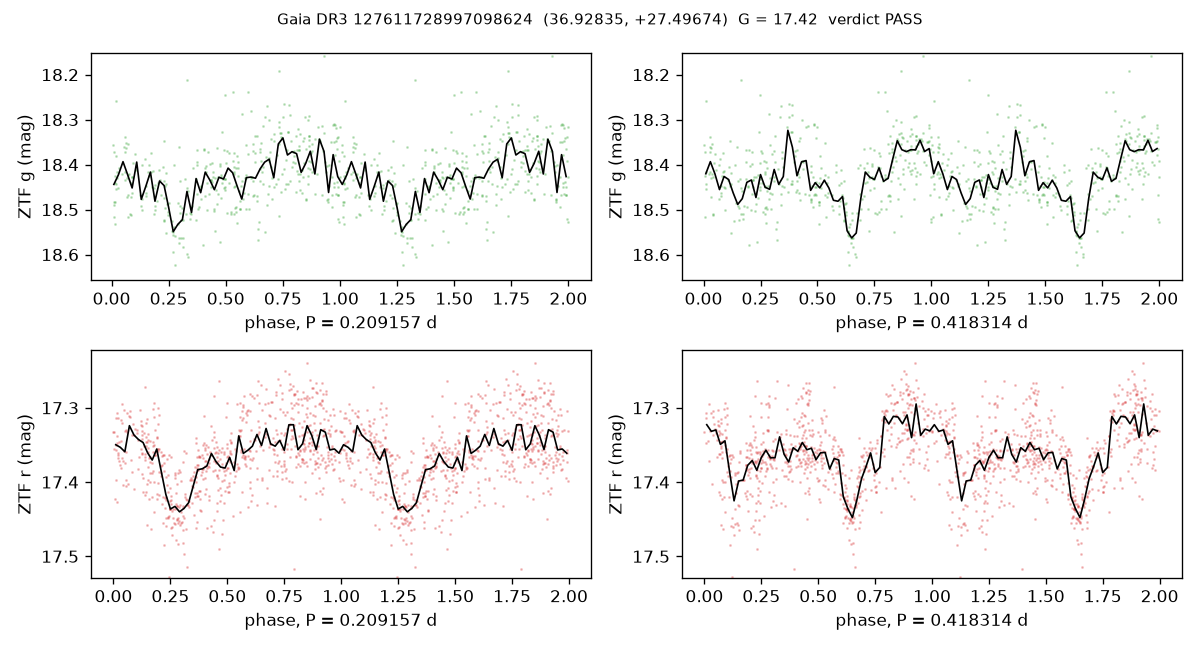 Gaia DR3 127611728997098624  (36.92835, +27.49674)  G = 17.42  verdict PASS
ZTF g (mag)
18.2
18.3
18.4
18.5
18.6
0.00 0.25 0.50 0.75 1.00 1.25 1.50 1.75 2.00
phase, P = 0.209157 d
ZTF g (mag)
18.2
18.3
18.4
18.5
18.6
0.00 0.25 0.50 0.75 1.00 1.25 1.50 1.75 2.00
phase, P = 0.418314 d
ZTF r (mag)
17.3
17.4
17.5
0.00 0.25 0.50 0.75 1.00 1.25 1.50 1.75 2.00
phase, P = 0.209157 d
ZTF r (mag)
17.3
17.4
17.5
0.00 0.25 0.50 0.75 1.00 1.25 1.50 1.75 2.00
phase, P = 0.418314 d